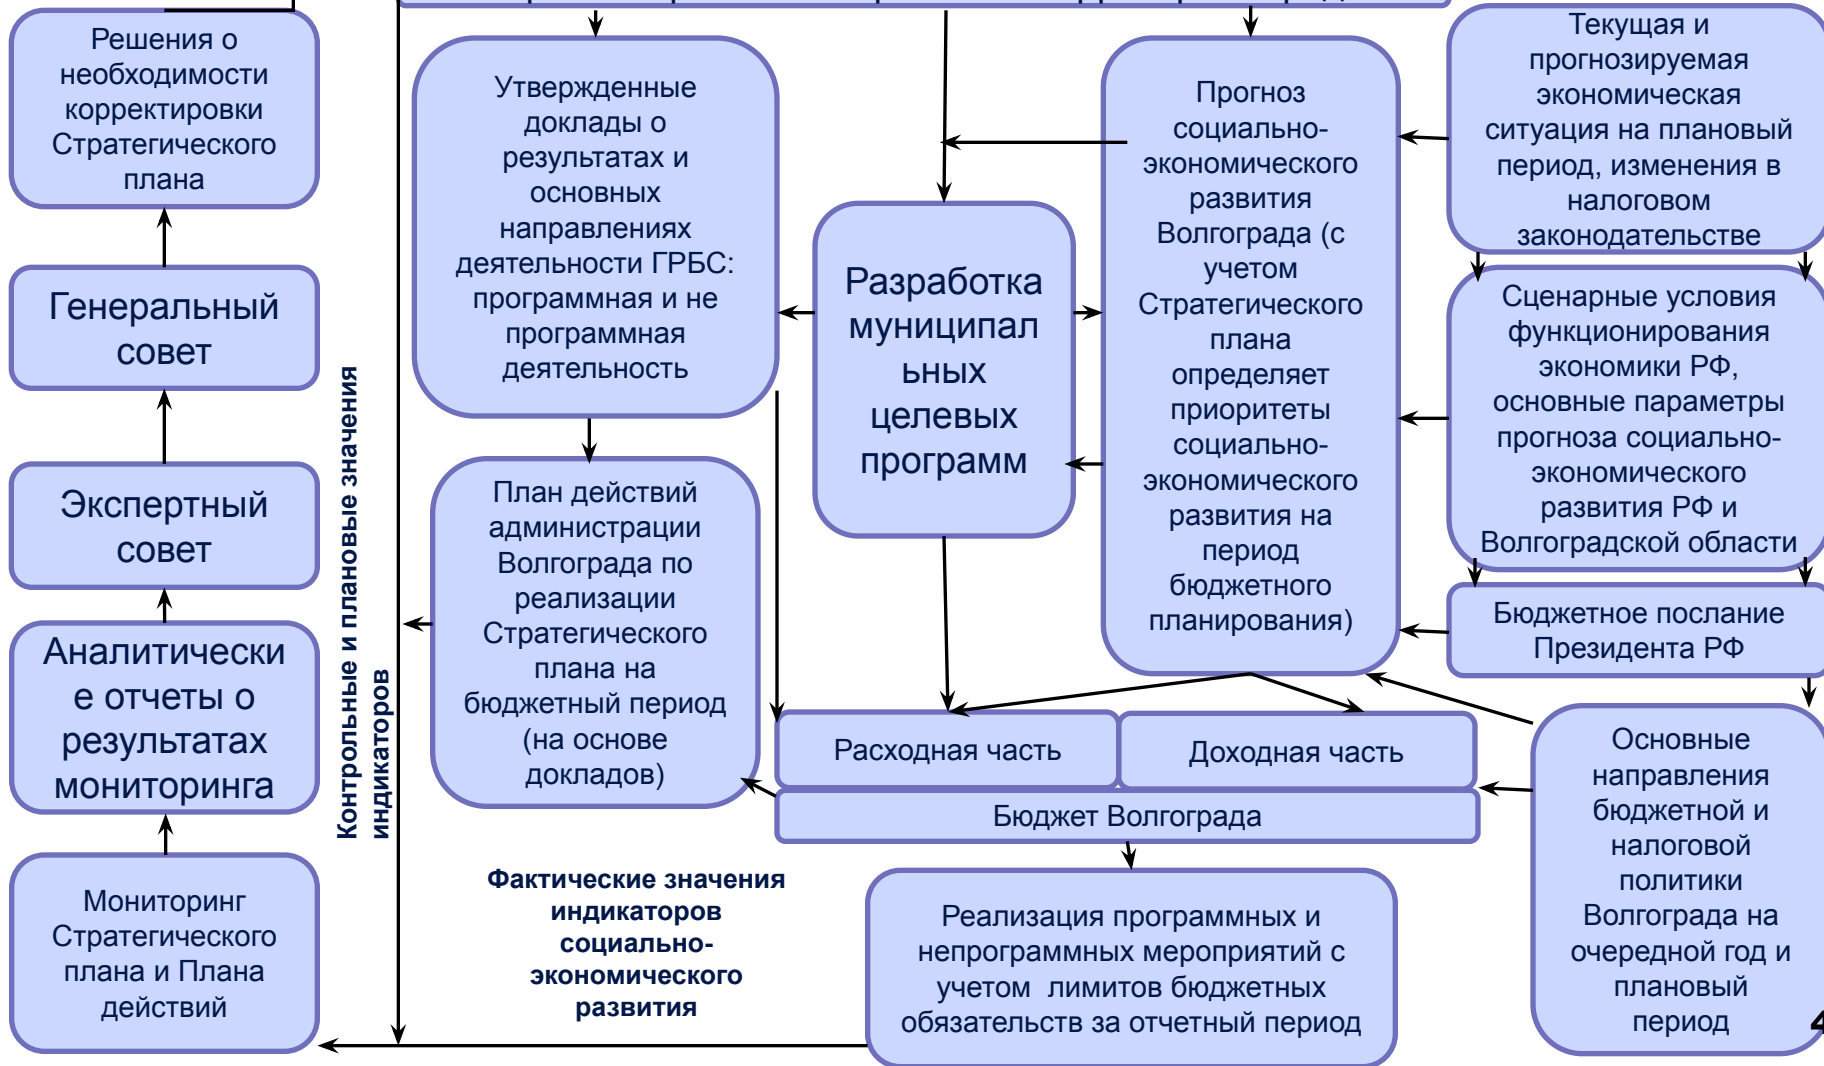 Решения о
необходимости
корректировки
Стратегического
плана
Генеральный
совет
Экспертный
совет
Аналитически
е отчеты о
результатах
мониторинга
Мониторинг
Стратегического
плана и Плана
действий
Контрольные и плановые значения
индикаторов
Утвержденные
доклады о
результатах и
основных
направлениях
деятельности ГРБС:
программная и не
программная
деятельность
План действий
администрации
Волгограда по
реализации
Стратегического
плана на
бюджетный период
(на основе
докладов)
Фактические значения
индикаторов
социально-
экономического
развития
Разработка
муниципал
ьных
целевых
программ
Прогноз
социально-
экономического
развития
Волгограда (с
учетом
Стратегического
плана
определяет
приоритеты
социально-
экономического
развития на
период
бюджетного
планирования)
Расходная часть
Доходная часть
Бюджет Волгограда
Реализация программных и
непрограммных мероприятий с
учетом лимитов бюджетных
обязательств за отчетный период
Текущая и
прогнозируемая
экономическая
ситуация на плановый
период, изменения в
налоговом
законодательстве
Сценарные условия
функционирования
экономики РФ,
основные параметры
прогноза социально-
экономического
развития РФ и
Волгоградской области
Бюджетное послание
Президента РФ
Основные
направления
бюджетной и
налоговой
политики
Волгограда на
очередной год и
плановый
период
4